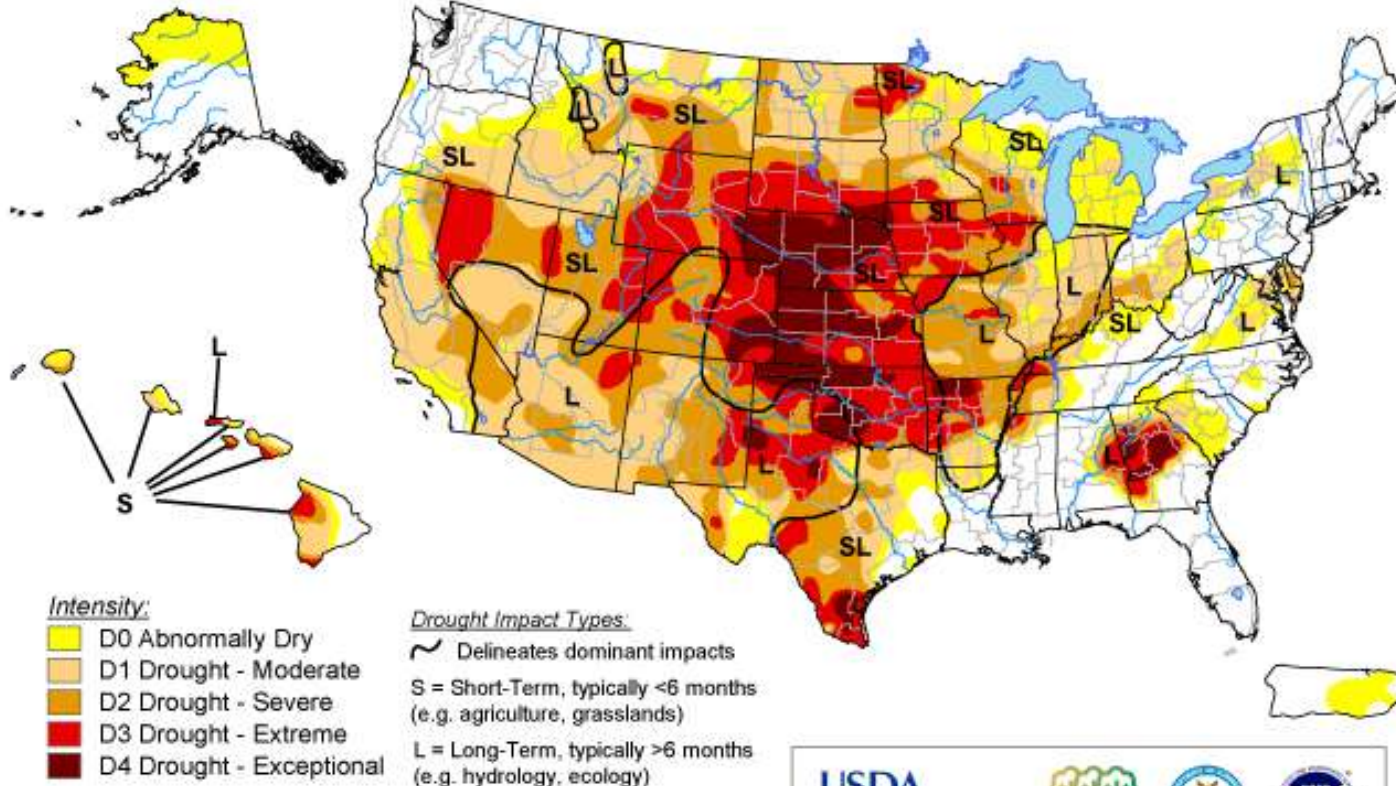 L
L
SL
SL
SL
SL
L
SL
SL
SL
L
L
SL
L
L
L
L
L
SL
S
Intensity:
D0 Abnormally Dry
D1 Drought - Moderate
D2 Drought - Severe
D3 Drought - Extreme
D4 Drought - Exceptional
Drought Impact Types:
Delineates dominant impacts
S = Short-Term, typically <6 months
(e.g. agriculture, grasslands)
L = Long-Term, typically >6 months
(e.g. hydrology, ecology)
USDA